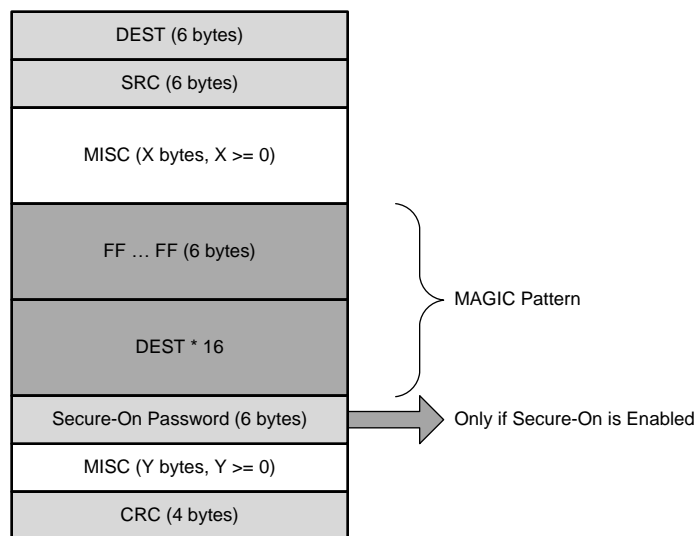 DEST (6 bytes)
SRC (6 bytes)
MISC (X bytes, X >= 0)
FF … FF (6 bytes)
MAGIC Pattern
DEST * 16
Secure-On Password (6 bytes)
Only if Secure-On is Enabled
MISC (Y bytes, Y >= 0)
CRC (4 bytes)